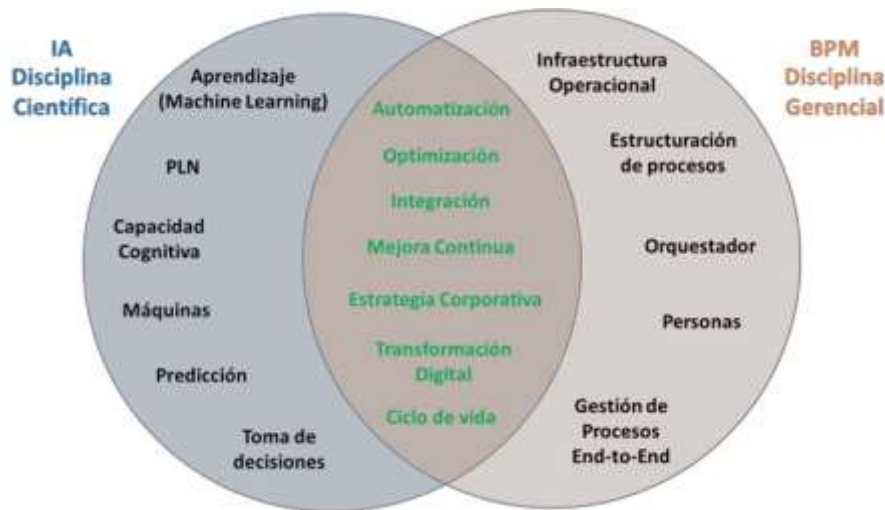 IA
Disciplina
Científica
Aprendizaje
(Machine Learning)
PLN
Capacidad
Cognitiva
Máquinas
Predicción
Toma de
decisiones
Automatización
Optimización
Integración
Mejora Continua
Estrategia Corporativa
Transformación
Digital
Ciclo de vida
Infraestructura
Operacional
Estructuración
de procesos
Orquestador
Personas
Gestión de
Procesos
End-to-End
BPM
Disciplina
Gerencial